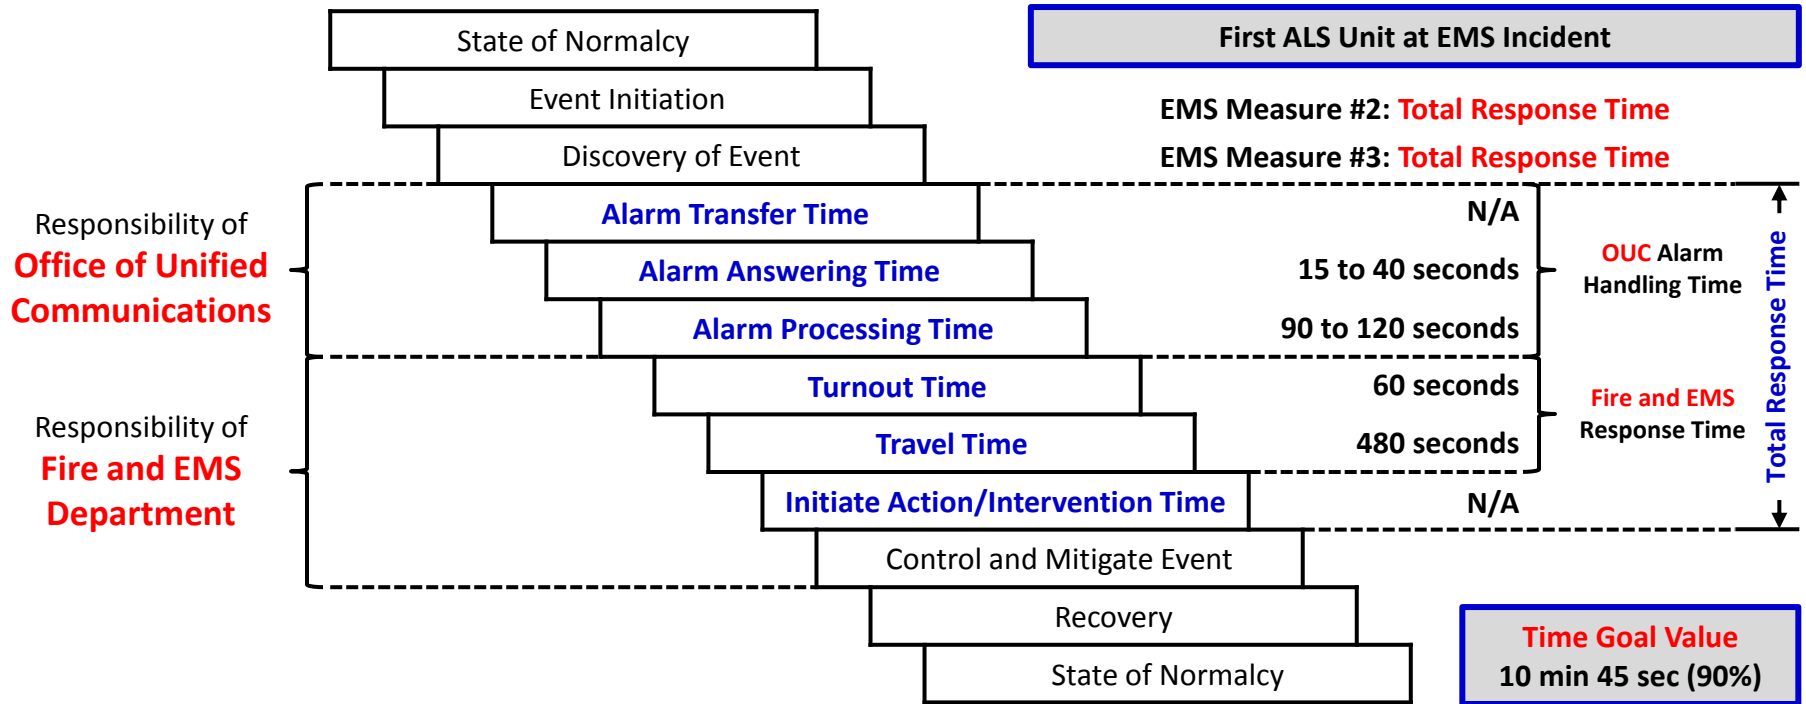 State of Normalcy
First ALS Unit at EMS Incident
Event Initiation
EMS Measure #2: Total Response Time
Discovery of Event
EMS Measure #3: Total Response Time
Responsibility of
Office of Unified
Communications
Alarm Transfer Time
N/A
Alarm Answering Time
15 to 40 seconds
Alarm Processing Time
90 to 120 seconds
OUC Alarm
Handling Time
Total Response Time
Responsibility of
Fire and EMS
Department
Turnout Time
60 seconds
Travel Time
480 seconds
Fire and EMS
Response Time
Initiate Action/Intervention Time
N/A
Control and Mitigate Event
Recovery
State of Normalcy
Time Goal Value
10 min 45 sec (90%)